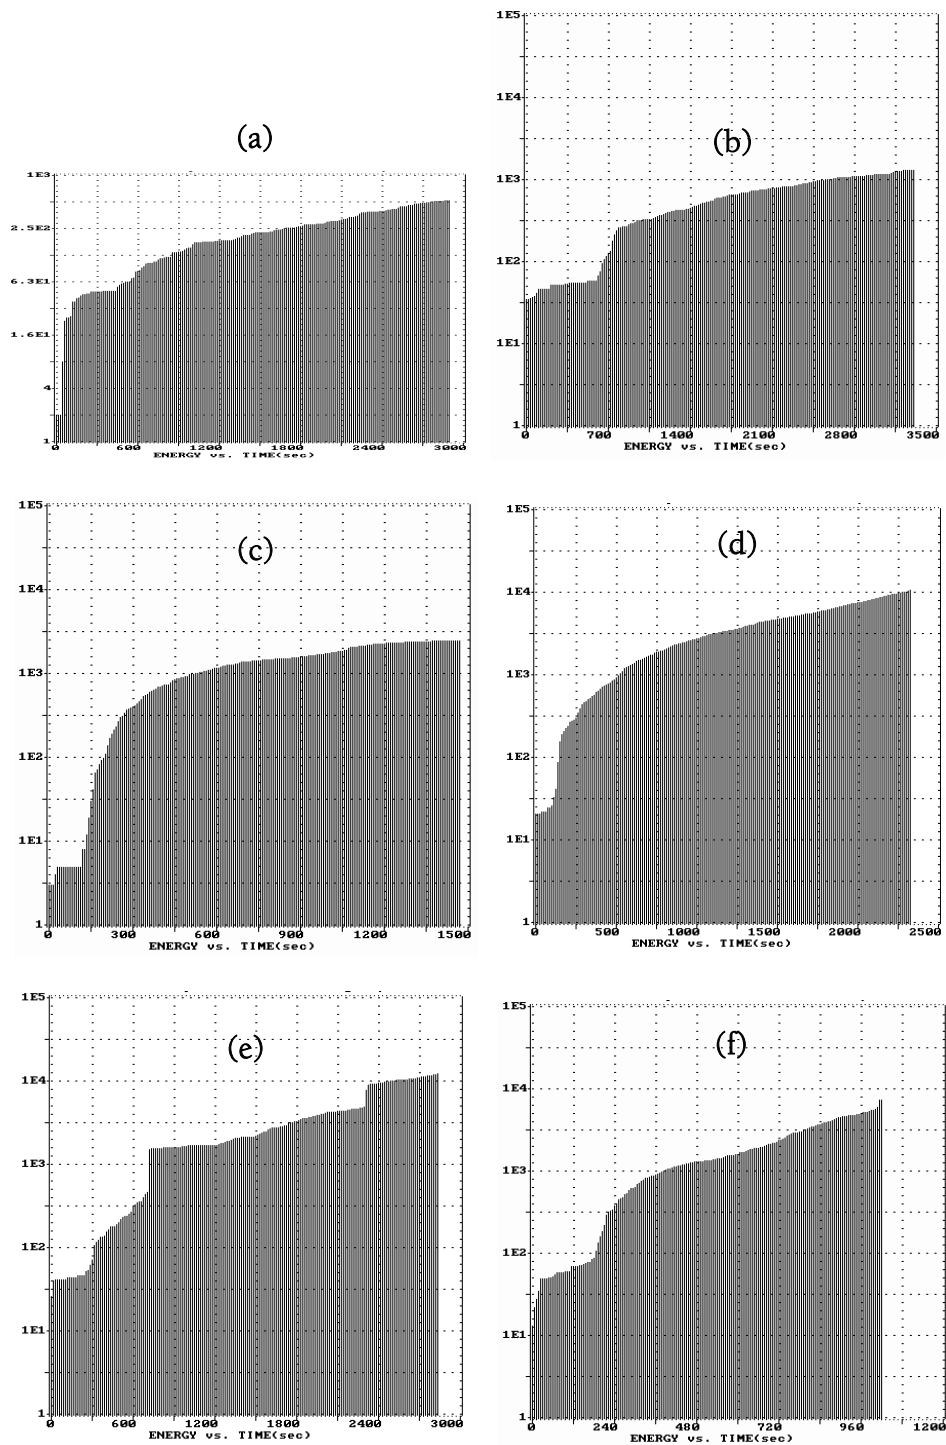 (a)
1E3
2.5E2
6.3E1
1.6E1
4
1
0 600 1200 1800 2400 3000
ENERGY vs. TIME(sec)
(b)
1E5
1E4
1E3
1E2
1E1
1
0 700 1400 2100 2800 3500
ENERGY vs. TIME(sec)
(c)
1E5
1E4
1E3
1E2
1E1
1
0 300 600 900 1200 1500
ENERGY vs. TIME(sec)
(d)
1E5
1E4
1E3
1E2
1E1
1
0 500 1000 1500 2000 2500
ENERGY vs. TIME(sec)
(e)
1E5
1E4
1E3
1E2
1E1
1
0 600 1200 1800 2400 3000
ENERGY vs. TIME(sec)
(f)
1E5
1E4
1E3
1E2
1E1
1
0 240 480 720 960 1200
ENERGY vs. TIME(sec)